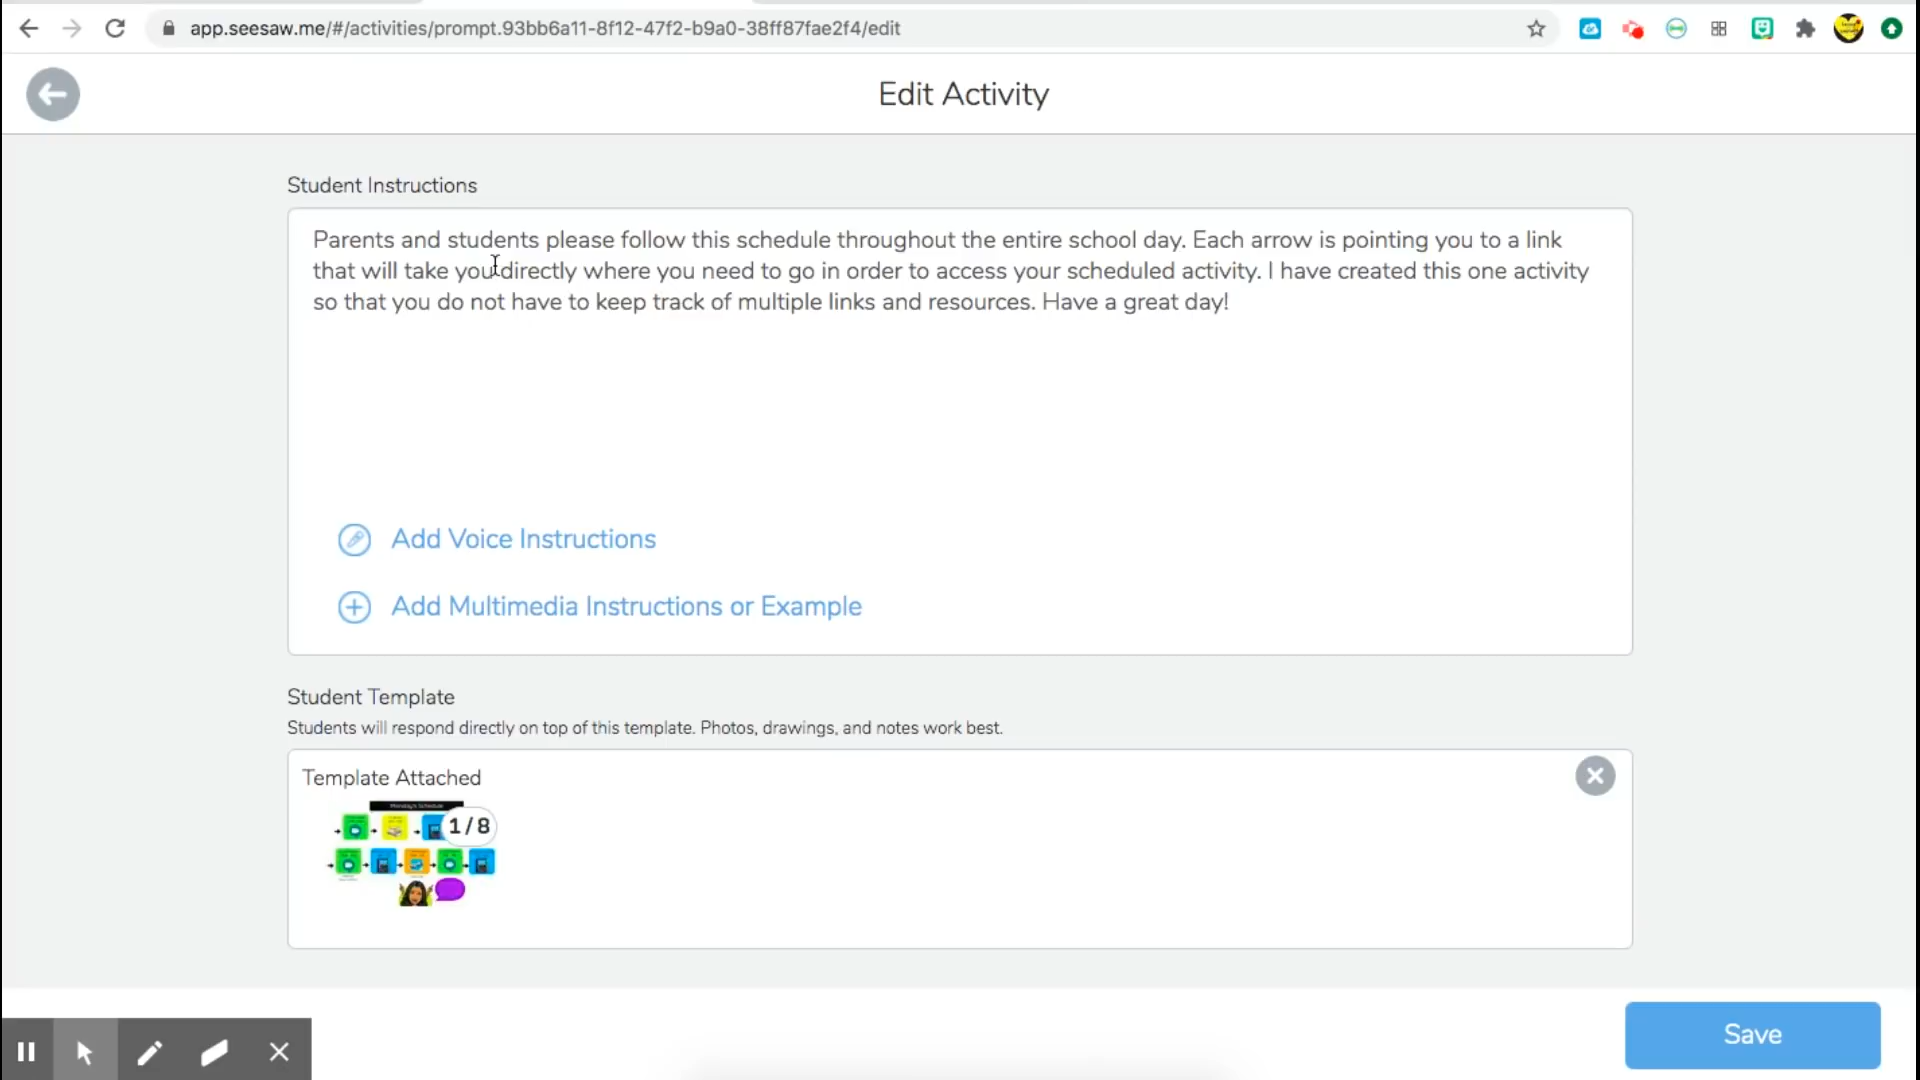 app.seesaw.me/#/activities/prompt.93bb6a11-8f12-47f2-b9a0-38ff87fae2f4/edit
Edit Activity
Student Instructions
Parents and students please follow this schedule throughout the entire school day. Each arrow is pointing you to a link
that will take you directly where you need to go in order to access your scheduled activity. I have created this one activity
so that you do not have to keep track of multiple links and resources. Have a great day!
Add Voice Instructions
Add Multimedia Instructions or Example
Student Template
Students will respond directly on top of this template. Photos, drawings, and notes work best.
Template Attached
Monday's Schedule
1/8
Save